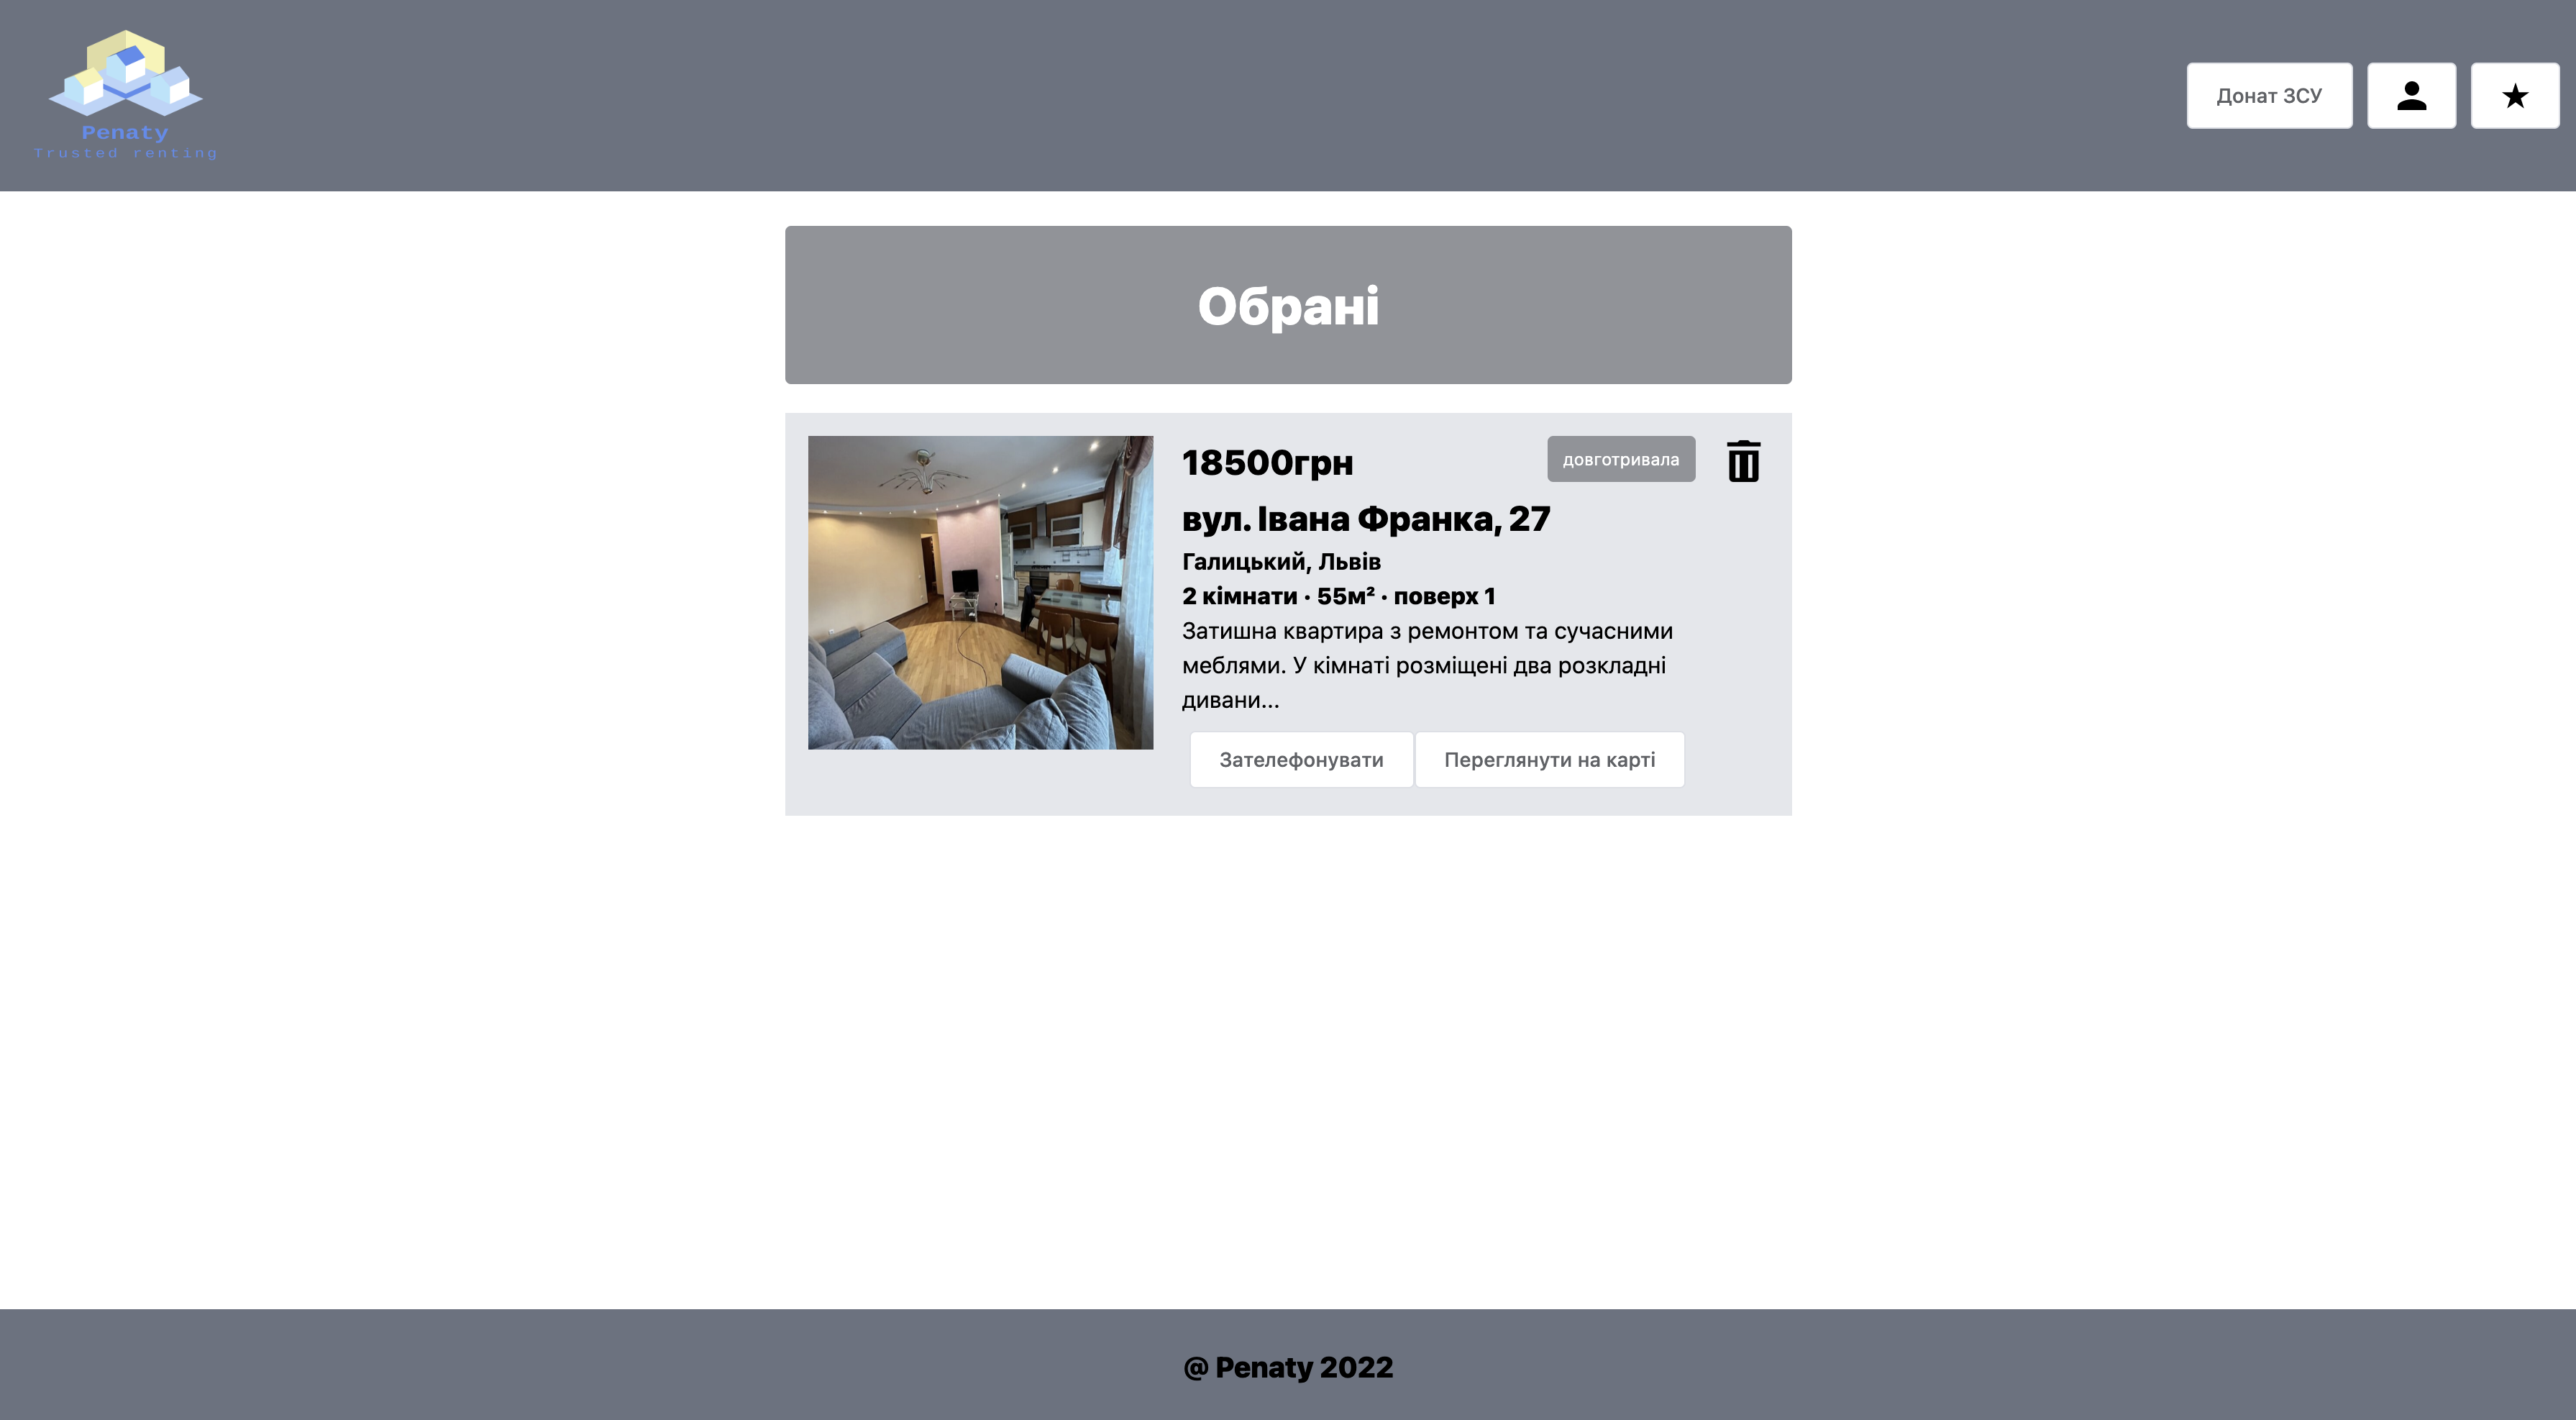 Penaty
Trusted renting
Донат ЗСУ
Обрані
18500грн
довготривала
вул. Івана Франка, 27
Галицький, Львів
2 кімнати · 55м² · поверх 1
Затишна квартира з ремонтом та сучасними
меблями. У кімнаті розміщені два розкладні
дивани...
Зателефонувати
Переглянути на карті
@ Penaty 2022